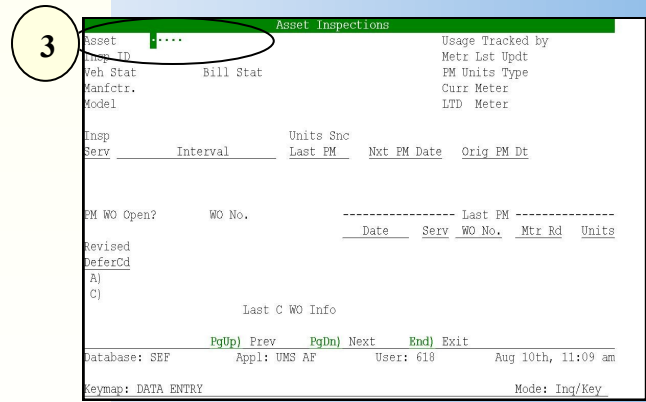 3
Asset Inspections
Asset ..... Usage Tracked by
Insp ID Metr Lst Updt
Veh Stat Bill Stat PM Units Type
Manfctr. Curr Meter
Model LTD Meter
Insp Units Snc
Serv Interval Last PM Nxt PM Date Orig PM Dt
PM WO Open? WO No. ---------------- Last PM --------------
Date Serv WO No. Mtr Rd Units
Revised
DeferCd
A)
C)
Last C WO Info
PgUp) Prev PgDn) Next End) Exit
Database: SEF Appl: UMS AF User: 618 Aug 10th, 11:09 am
Keymap: DATA ENTRY Mode: Inq/Key